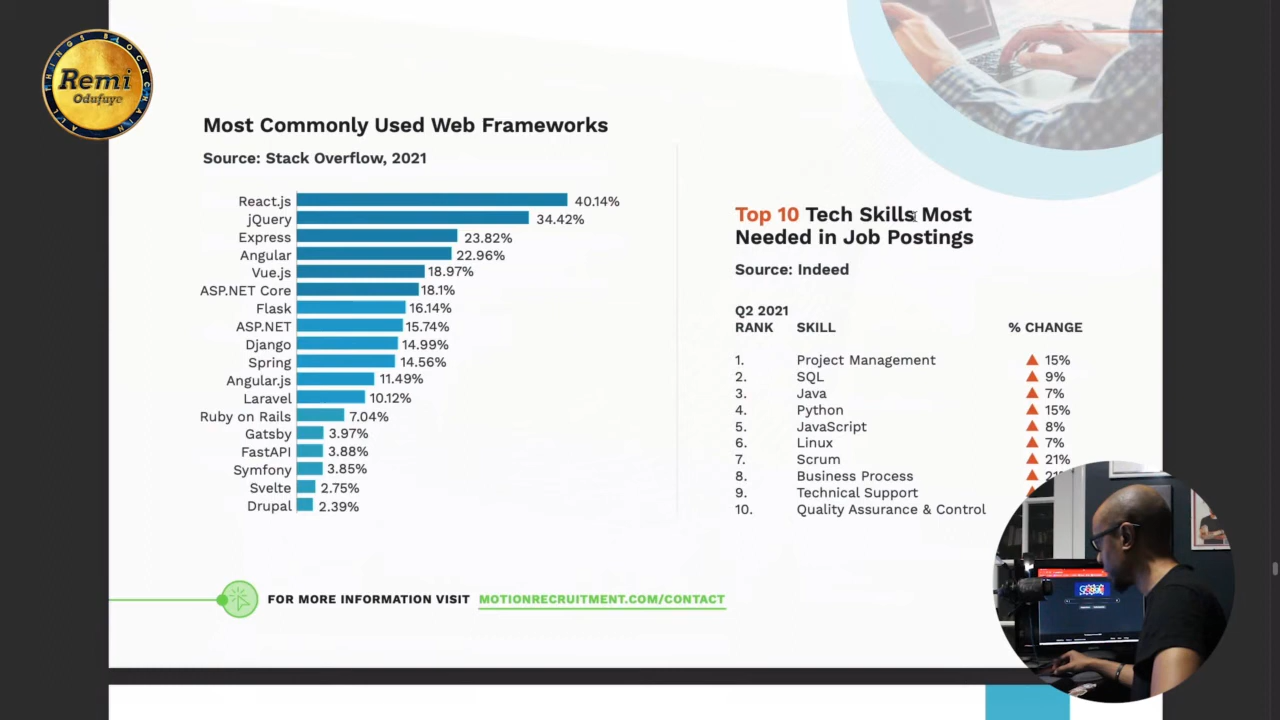 THINGS BLOCKCHAIN ALL
Remi
Odufuye
Most Commonly Used Web Frameworks
Source: Stack Overflow, 2021
React.js 40.14%
jQuery 34.42%
Express 23.82%
Angular 22.96%
Vue.js 18.97%
ASP.NET Core 18.1%
Flask 16.14%
ASP.NET 15.74%
Django 14.99%
Spring 14.56%
Angular.js 11.49%
Laravel 10.12%
Ruby on Rails 7.04%
Gatsby 3.97%
FastAPI 3.88%
Symfony 3.85%
Svelte 2.75%
Drupal 2.39%
Top 10 Tech Skills Most
Needed in Job Postings
Source: Indeed
Q2 2021
RANK SKILL % CHANGE
1. Project Management 15%
2. SQL 9%
3. Java 7%
4. Python 15%
5. JavaScript 8%
6. Linux 7%
7. Scrum 21%
8. Business Process
9. Technical Support
10. Quality Assurance & Control
FOR MORE INFORMATION VISIT MOTIONRECRUITMENT.COM/CONTACT